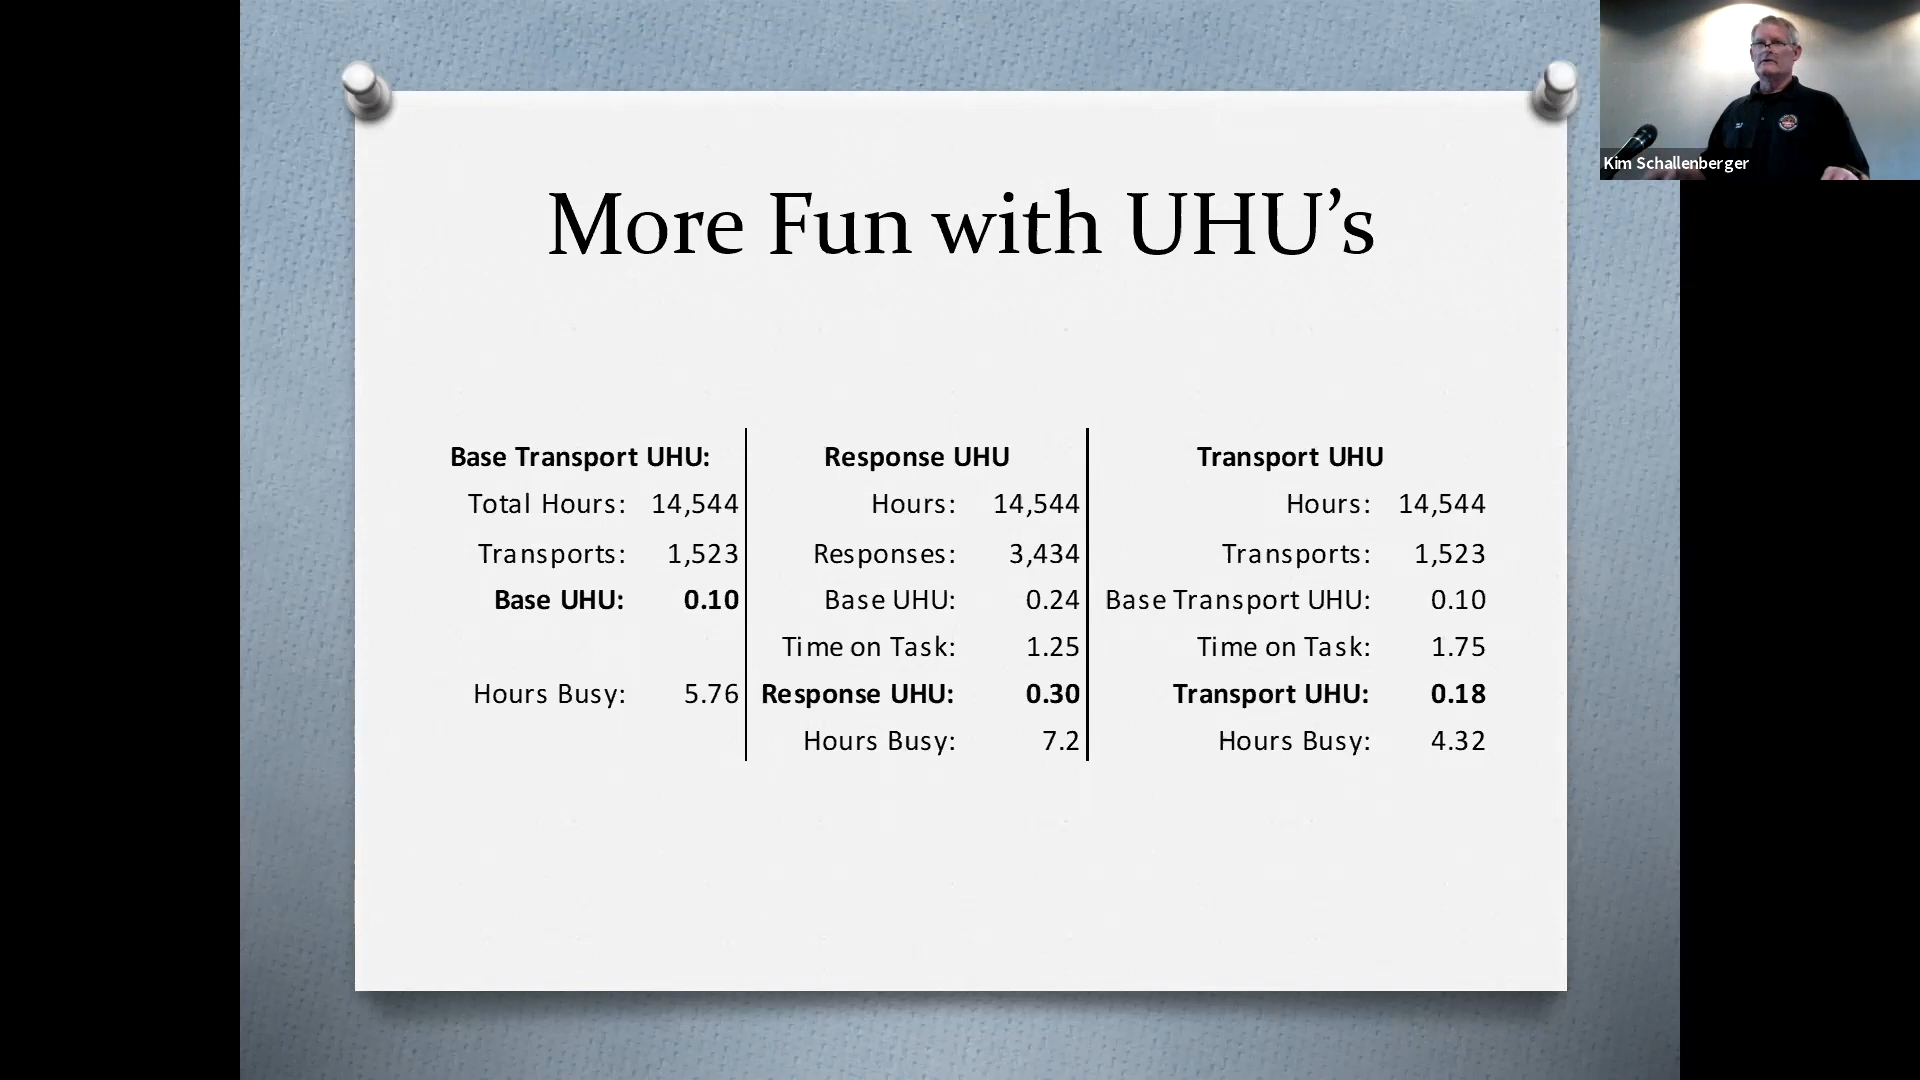 More Fun with UHU’s
Base Transport UHU:
Total Hours: 14,544
Transports: 1,523
Base UHU: 0.10
Hours Busy: 5.76
Response UHU
Hours: 14,544
Responses: 3,434
Base UHU: 0.24
Time on Task: 1.25
Response UHU: 0.30
Hours Busy: 7.2
Transport UHU
Hours: 14,544
Transports: 1,523
Base Transport UHU: 0.10
Time on Task: 1.75
Transport UHU: 0.18
Hours Busy: 4.32
Kim Schallenberger